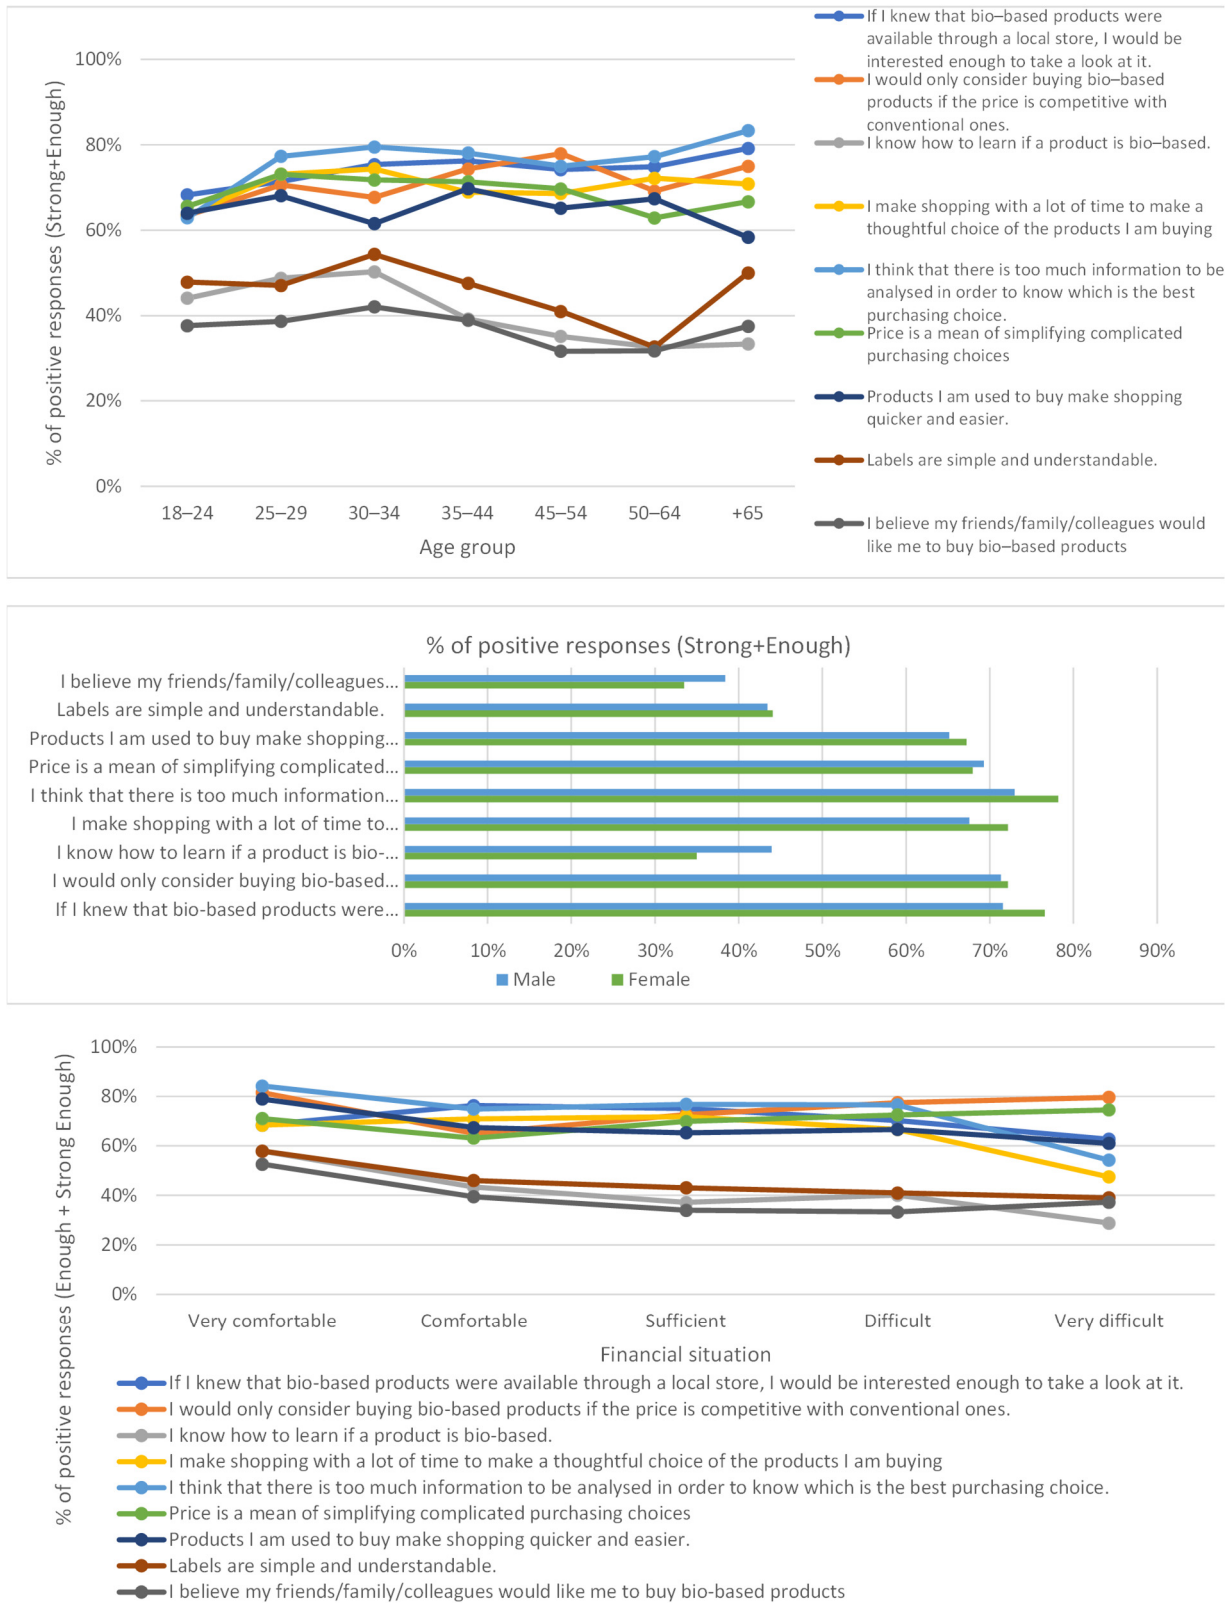 100%
80%
60%
40%
20%
0%
% of positive responses (Strong+Enough)
18–24 25–29 30–34 35–44 45–54 50–64 +65
Age group
If I knew that bio–based products were
available through a local store, I would be
interested enough to take a look at it.
I would only consider buying bio–based
products if the price is competitive with
conventional ones.
I know how to learn if a product is bio–based.
I make shopping with a lot of time to make a
thoughtful choice of the products I am buying
I think that there is too much information to be
analysed in order to know which is the best
purchasing choice.
Price is a mean of simplifying complicated
purchasing choices
Products I am used to buy make shopping
quicker and easier.
Labels are simple and understandable.
I believe my friends/family/colleagues would
like me to buy bio–based products
% of positive responses (Strong+Enough)
I believe my friends/family/colleagues...
Labels are simple and understandable.
Products I am used to buy make shopping...
Price is a mean of simplifying complicated...
I think that there is too much information...
I make shopping with a lot of time to...
I know how to learn if a product is bio-...
I would only consider buying bio-based...
If I knew that bio-based products were...
0% 10% 20% 30% 40% 50% 60% 70% 80% 90%
Male Female
100%
80%
60%
40%
20%
0%
% of positive responses (Enough + Strong Enough)
Very comfortable Comfortable Sufficient Difficult Very difficult
Financial situation
If I knew that bio-based products were available through a local store, I would be interested enough to take a look at it.
I would only consider buying bio-based products if the price is competitive with conventional ones.
I know how to learn if a product is bio-based.
I make shopping with a lot of time to make a thoughtful choice of the products I am buying
I think that there is too much information to be analysed in order to know which is the best purchasing choice.
Price is a mean of simplifying complicated purchasing choices
Products I am used to buy make shopping quicker and easier.
Labels are simple and understandable.
I believe my friends/family/colleagues would like me to buy bio-based products